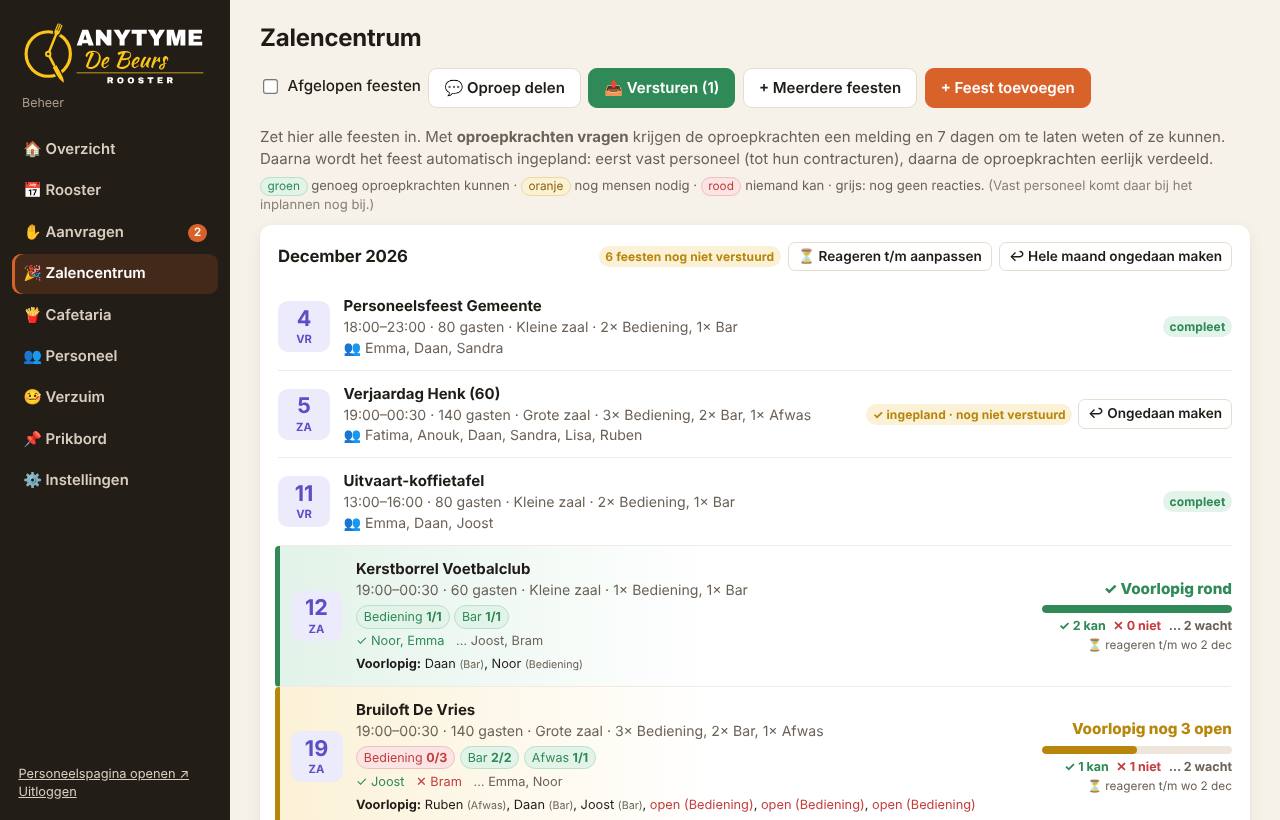 ANYTYME
De Beurs
ROOSTER
Beheer
🏠 Overzicht
📅 Rooster
✋ Aanvragen 2
🎉 Zalencentrum
🍟 Cafetaria
👥 Personeel
🤒 Verzuim
📌 Prikbord
⚙️ Instellingen
Personeelspagina openen ↗
Uitloggen
Zalencentrum
Afgelopen feesten
💬 Oproep delen
📤 Versturen (1)
+ Meerdere feesten
+ Feest toevoegen
Zet hier alle feesten in. Met oproepkrachten vragen krijgen de oproepkrachten een melding en 7 dagen om te laten weten of ze kunnen.
Daarna wordt het feest automatisch ingepland: eerst vast personeel (tot hun contracturen), daarna de oproepkrachten eerlijk verdeeld.
groen genoeg oproepkrachten kunnen · oranje nog mensen nodig · rood niemand kan · grijs: nog geen reacties. (Vast personeel komt daar bij het
inplannen nog bij.)
December 2026
6 feesten nog niet verstuurd
⏳ Reageren t/m aanpassen
↩ Hele maand ongedaan maken
4
VR
Personeelsfeest Gemeente
18:00–23:00 · 80 gasten · Kleine zaal · 2× Bediening, 1× Bar
👥 Emma, Daan, Sandra
compleet
5
ZA
Verjaardag Henk (60)
19:00–00:30 · 140 gasten · Grote zaal · 3× Bediening, 2× Bar, 1× Afwas
👥 Fatima, Anouk, Daan, Sandra, Lisa, Ruben
✓ ingepland · nog niet verstuurd
↩ Ongedaan maken
11
VR
Uitvaart-koffietafel
13:00–16:00 · 80 gasten · Kleine zaal · 2× Bediening, 1× Bar
👥 Emma, Daan, Joost
compleet
12
ZA
Kerstborrel Voetbalclub
19:00–00:30 · 60 gasten · Kleine zaal · 1× Bediening, 1× Bar
Bediening 1/1 Bar 1/1
✓ Noor, Emma … Joost, Bram
Voorlopig: Daan (Bar), Noor (Bediening)
✓ Voorlopig rond
✓ 2 kan ✕ 0 niet … 2 wacht
⏳ reageren t/m wo 2 dec
19
ZA
Bruiloft De Vries
19:00–00:30 · 140 gasten · Grote zaal · 3× Bediening, 2× Bar, 1× Afwas
Bediening 0/3 Bar 2/2 Afwas 1/1
✓ Joost ✕ Bram … Emma, Noor
Voorlopig: Ruben (Afwas), Daan (Bar), Joost (Bar), open (Bediening), open (Bediening), open (Bediening)
Voorlopig nog 3 open
✓ 1 kan ✕ 1 niet … 2 wacht
⏳ reageren t/m wo 2 dec